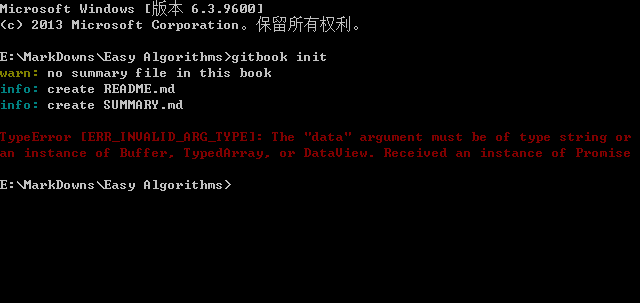 Microsoft Windows [版本 6.3.9600]
(c) 2013 Microsoft Corporation。保留所有权利。
E:\MarkDowns\Easy Algorithms>gitbook init
warn: no summary file in this book
info: create README.md
info: create SUMMARY.md
TypeError [ERR_INVALID_ARG_TYPE]: The "data" argument must be of type string or
an instance of Buffer, TypedArray, or DataView. Received an instance of Promise
E:\MarkDowns\Easy Algorithms>